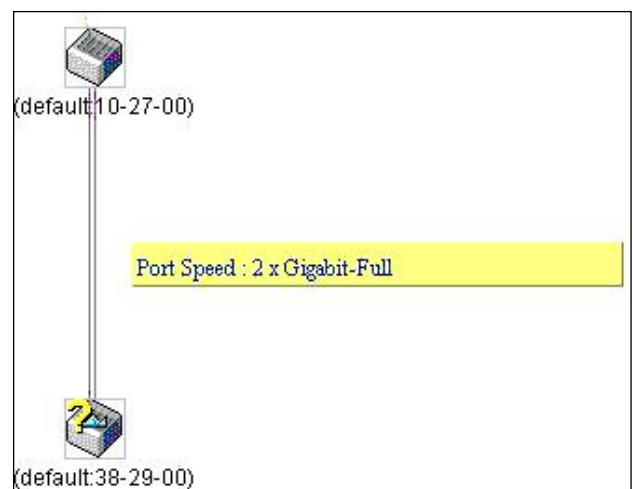 (default:10-27-00)
Port Speed : 2 x Gigabit-Full
?
(default:38-29-00)